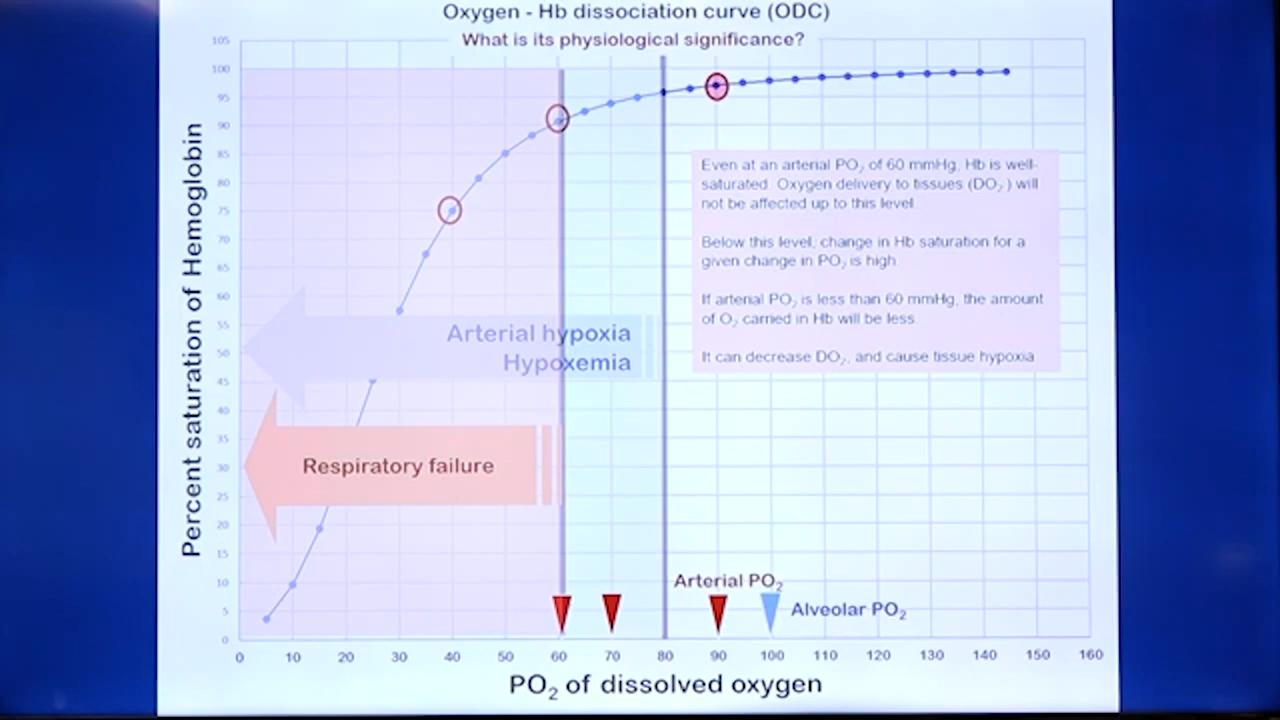 Oxygen - Hb dissociation curve (ODC)
What is its physiological significance?
Percent saturation of Hemoglobin
105
100
95
90
85
80
75
70
65
60
55
50
45
40
35
30
25
20
15
10
5
0
Even at an arterial PO₂ of 60 mmHg, Hb is well-
saturated. Oxygen delivery to tissues (DO₂) will
not be affected up to this level
Below this level, change in Hb saturation for a
given change in PO₂ is high.
If arterial PO₂ is less than 60 mmHg, the amount
of O₂ carried in Hb will be less.
It can decrease DO₂, and cause tissue hypoxia
Arterial hypoxia
Hypoxemia
Respiratory failure
Arterial PO₂
Alveolar PO₂
0 10 20 30 40 50 60 70 80 90 100 110 120 130 140 150 160
PO₂ of dissolved oxygen